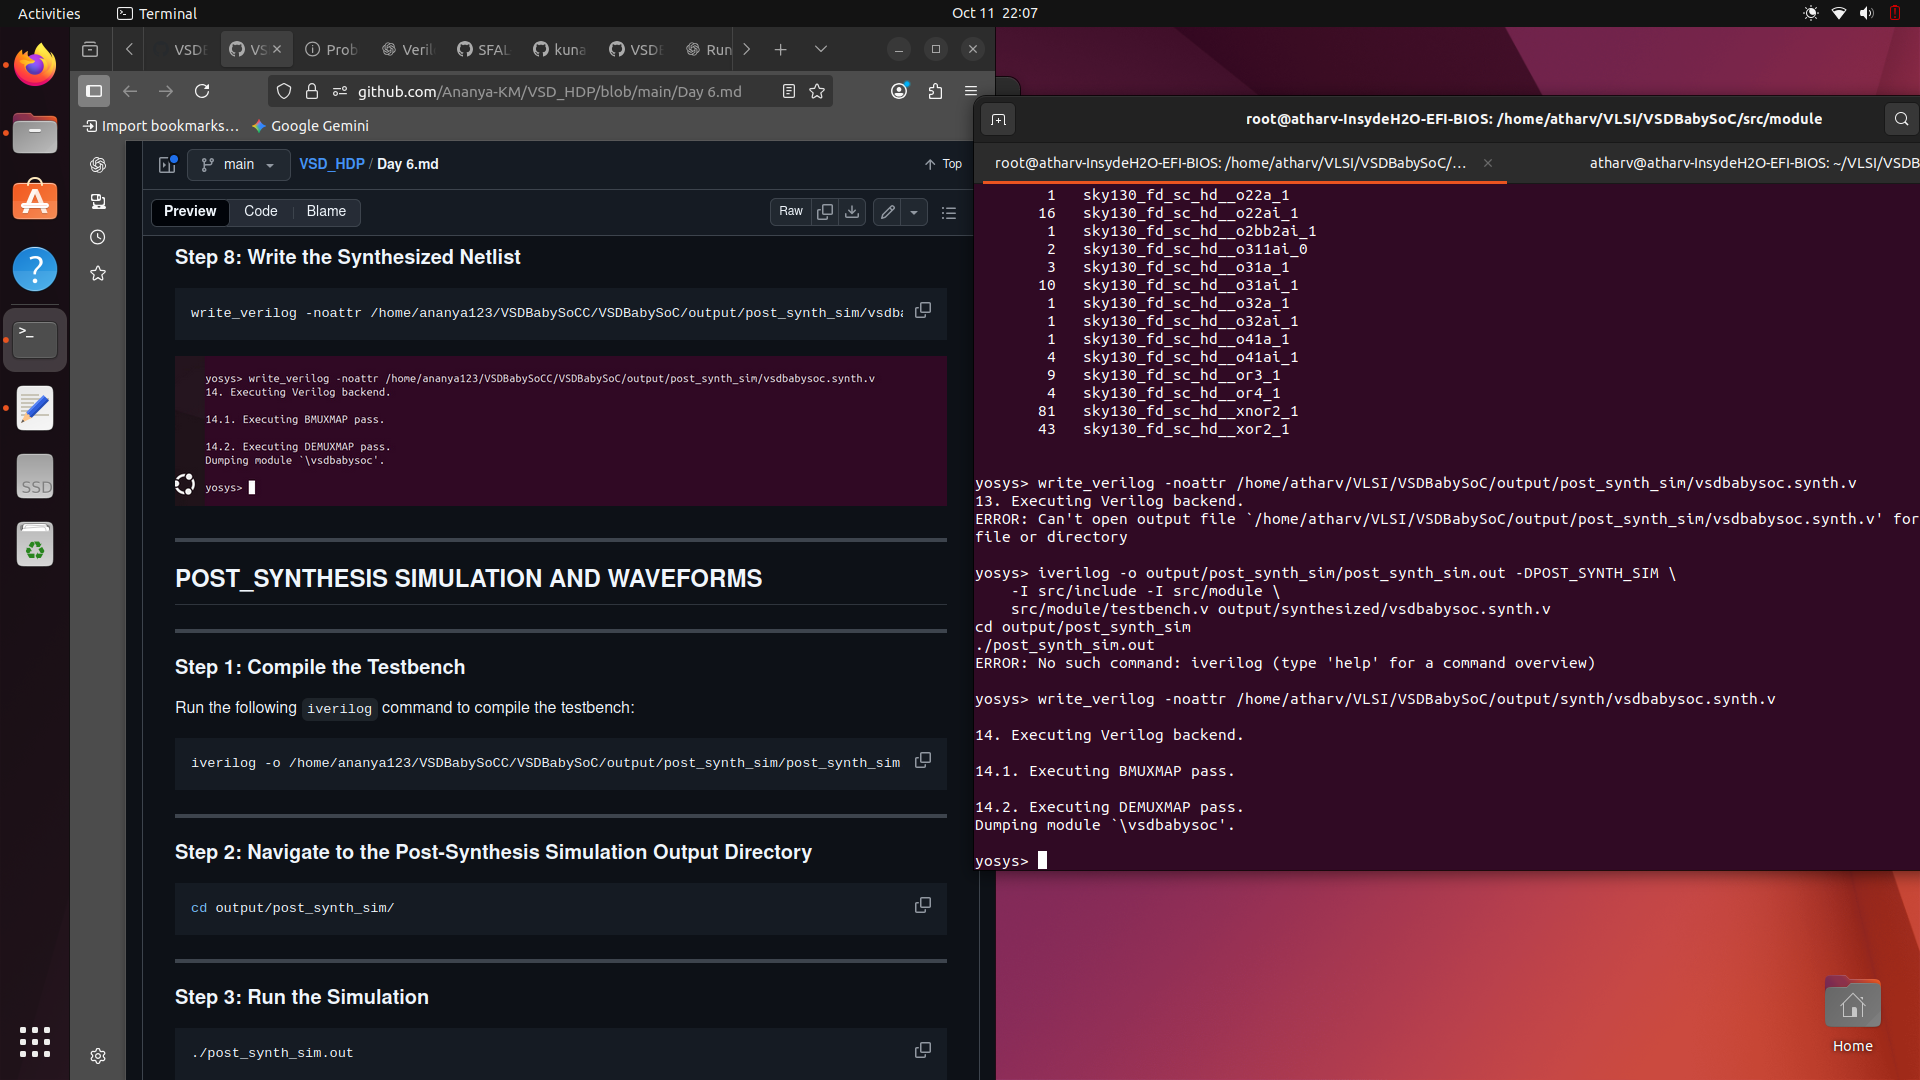 Activities
Terminal
Oct 11 22:07
VSDB
VS
Prob
Veril
SFAL
kuna
VSDB
Run
github.com/Ananya-KM/VSD_HDP/blob/main/Day 6.md
Import bookmarks…
Google Gemini
main
VSD_HDP / Day 6.md
Top
Preview
Code
Blame
Raw
Step 8: Write the Synthesized Netlist
write_verilog -noattr /home/ananya123/VSDBabySoCC/VSDBabySoC/output/post_synth_sim/vsdba
yosys> write_verilog -noattr /home/ananya123/VSDBabySoCC/VSDBabySoC/output/post_synth_sim/vsdbabysoc.synth.v
14. Executing Verilog backend.
14.1. Executing BMUXMAP pass.
14.2. Executing DEMUXMAP pass.
Dumping module `\vsdbabysoc'.
yosys>
POST_SYNTHESIS SIMULATION AND WAVEFORMS
Step 1: Compile the Testbench
Run the following iverilog command to compile the testbench:
iverilog -o /home/ananya123/VSDBabySoCC/VSDBabySoC/output/post_synth_sim/post_synth_sim
Step 2: Navigate to the Post-Synthesis Simulation Output Directory
cd output/post_synth_sim/
Step 3: Run the Simulation
./post_synth_sim.out
root@atharv-InsydeH2O-EFI-BIOS: /home/atharv/VLSI/VSDBabySoC/src/module
root@atharv-InsydeH2O-EFI-BIOS: /home/atharv/VLSI/VSDBabySoC/…
atharv@atharv-InsydeH2O-EFI-BIOS: ~/VLSI/VSDB
1 sky130_fd_sc_hd__o22a_1
16 sky130_fd_sc_hd__o22ai_1
1 sky130_fd_sc_hd__o2bb2ai_1
2 sky130_fd_sc_hd__o311ai_0
3 sky130_fd_sc_hd__o31a_1
10 sky130_fd_sc_hd__o31ai_1
1 sky130_fd_sc_hd__o32a_1
1 sky130_fd_sc_hd__o32ai_1
1 sky130_fd_sc_hd__o41a_1
4 sky130_fd_sc_hd__o41ai_1
9 sky130_fd_sc_hd__or3_1
4 sky130_fd_sc_hd__or4_1
81 sky130_fd_sc_hd__xnor2_1
43 sky130_fd_sc_hd__xor2_1
yosys> write_verilog -noattr /home/atharv/VLSI/VSDBabySoC/output/post_synth_sim/vsdbabysoc.synth.v
13. Executing Verilog backend.
ERROR: Can't open output file `/home/atharv/VLSI/VSDBabySoC/output/post_synth_sim/vsdbabysoc.synth.v' for
file or directory
yosys> iverilog -o output/post_synth_sim/post_synth_sim.out -DPOST_SYNTH_SIM \
-I src/include -I src/module \
src/module/testbench.v output/synthesized/vsdbabysoc.synth.v
cd output/post_synth_sim
./post_synth_sim.out
ERROR: No such command: iverilog (type 'help' for a command overview)
yosys> write_verilog -noattr /home/atharv/VLSI/VSDBabySoC/output/synth/vsdbabysoc.synth.v
14. Executing Verilog backend.
14.1. Executing BMUXMAP pass.
14.2. Executing DEMUXMAP pass.
Dumping module `\vsdbabysoc'.
yosys>
SSD
Home